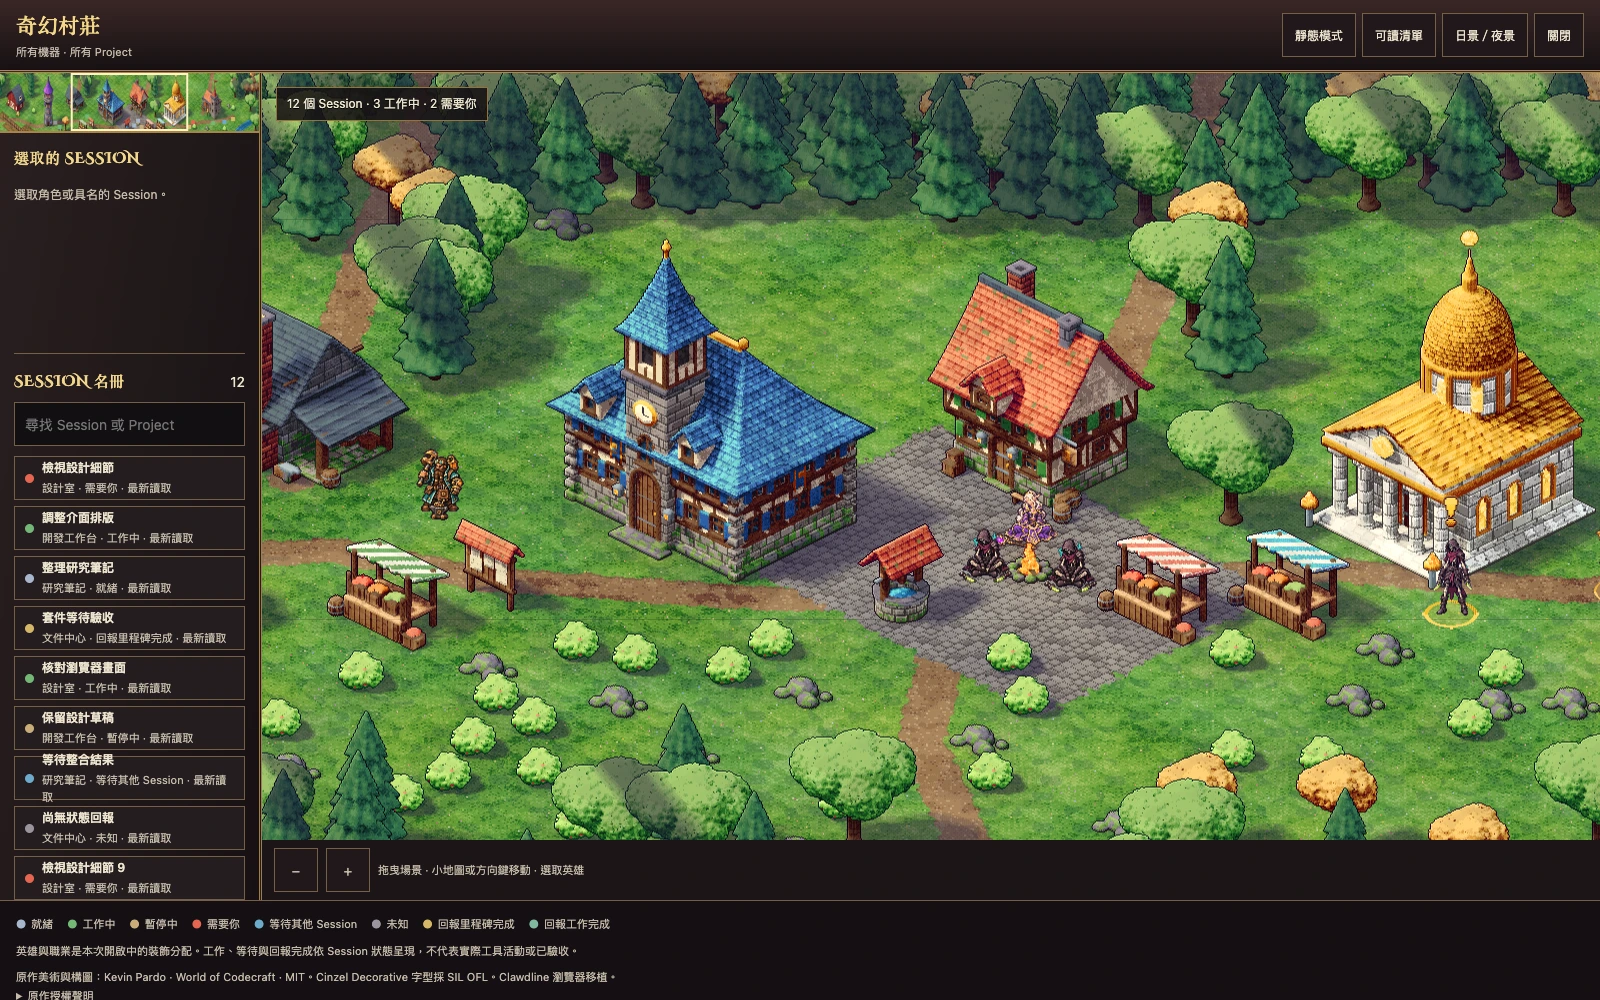 奇幻村莊
所有機器 · 所有 Project
靜態模式
可讀清單
日景 / 夜景
關閉
12 個 Session · 3 工作中 · 2 需要你
選取的 SESSION
選取角色或具名的 Session。
SESSION 名冊
12
尋找 Session 或 Project
檢視設計細節
設計室 · 需要你 · 最新讀取
調整介面排版
開發工作台 · 工作中 · 最新讀取
整理研究筆記
研究筆記 · 就緒 · 最新讀取
套件等待驗收
文件中心 · 回報里程碑完成 · 最新讀取
核對瀏覽器畫面
設計室 · 工作中 · 最新讀取
保留設計草稿
開發工作台 · 暫停中 · 最新讀取
等待整合結果
研究筆記 · 等待其他 Session · 最新讀
取
尚無狀態回報
文件中心 · 未知 · 最新讀取
檢視設計細節 9
設計室 · 需要你 · 最新讀取
−
+
拖曳場景 · 小地圖或方向鍵移動 · 選取英雄
就緒
工作中
暫停中
需要你
等待其他 Session
未知
回報里程碑完成
回報工作完成
英雄與職業是本次開啟中的裝飾分配。工作、等待與回報完成依 Session 狀態呈現，不代表實際工具活動或已驗收。
原作美術與構圖：Kevin Pardo · World of Codecraft · MIT。Cinzel Decorative 字型採 SIL OFL。Clawdline 瀏覽器移植。
▶ 原作授權聲明